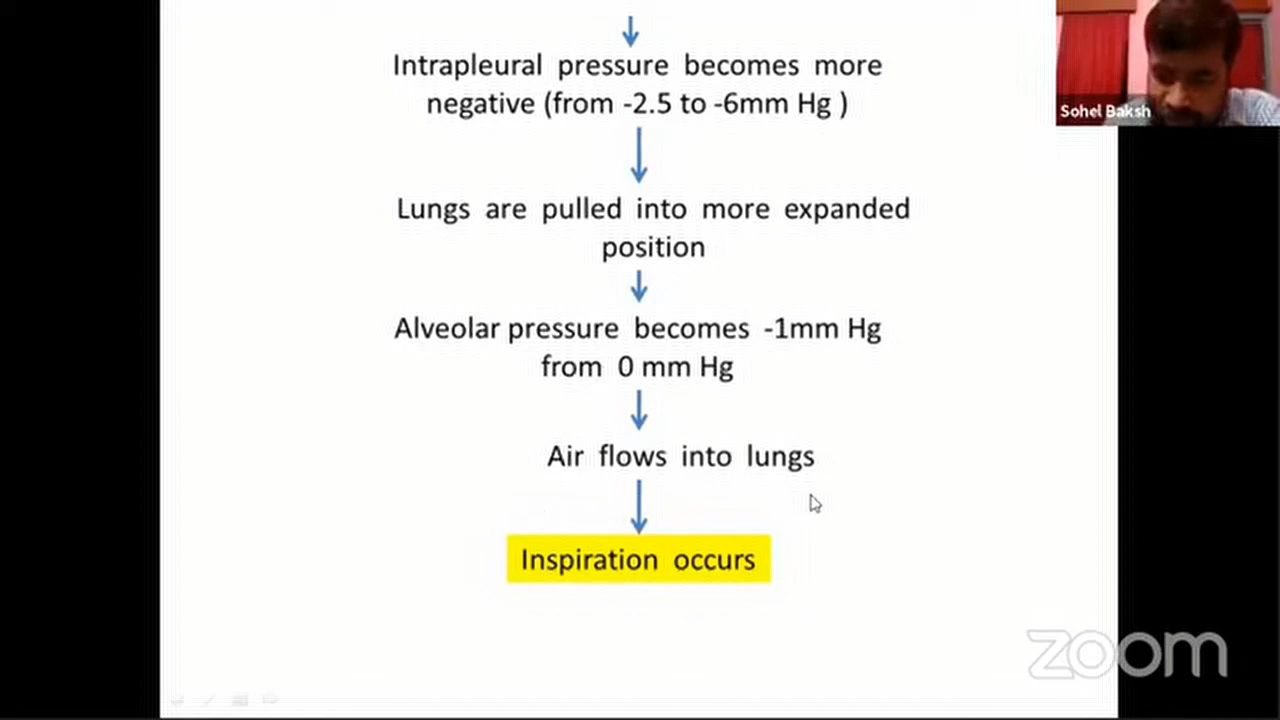 Intrapleural pressure becomes more
negative (from -2.5 to -6mm Hg )
Sohel Baksh
Lungs are pulled into more expanded
position
Alveolar pressure becomes -1mm Hg
from 0 mm Hg
Air flows into lungs
Inspiration occurs
zoom